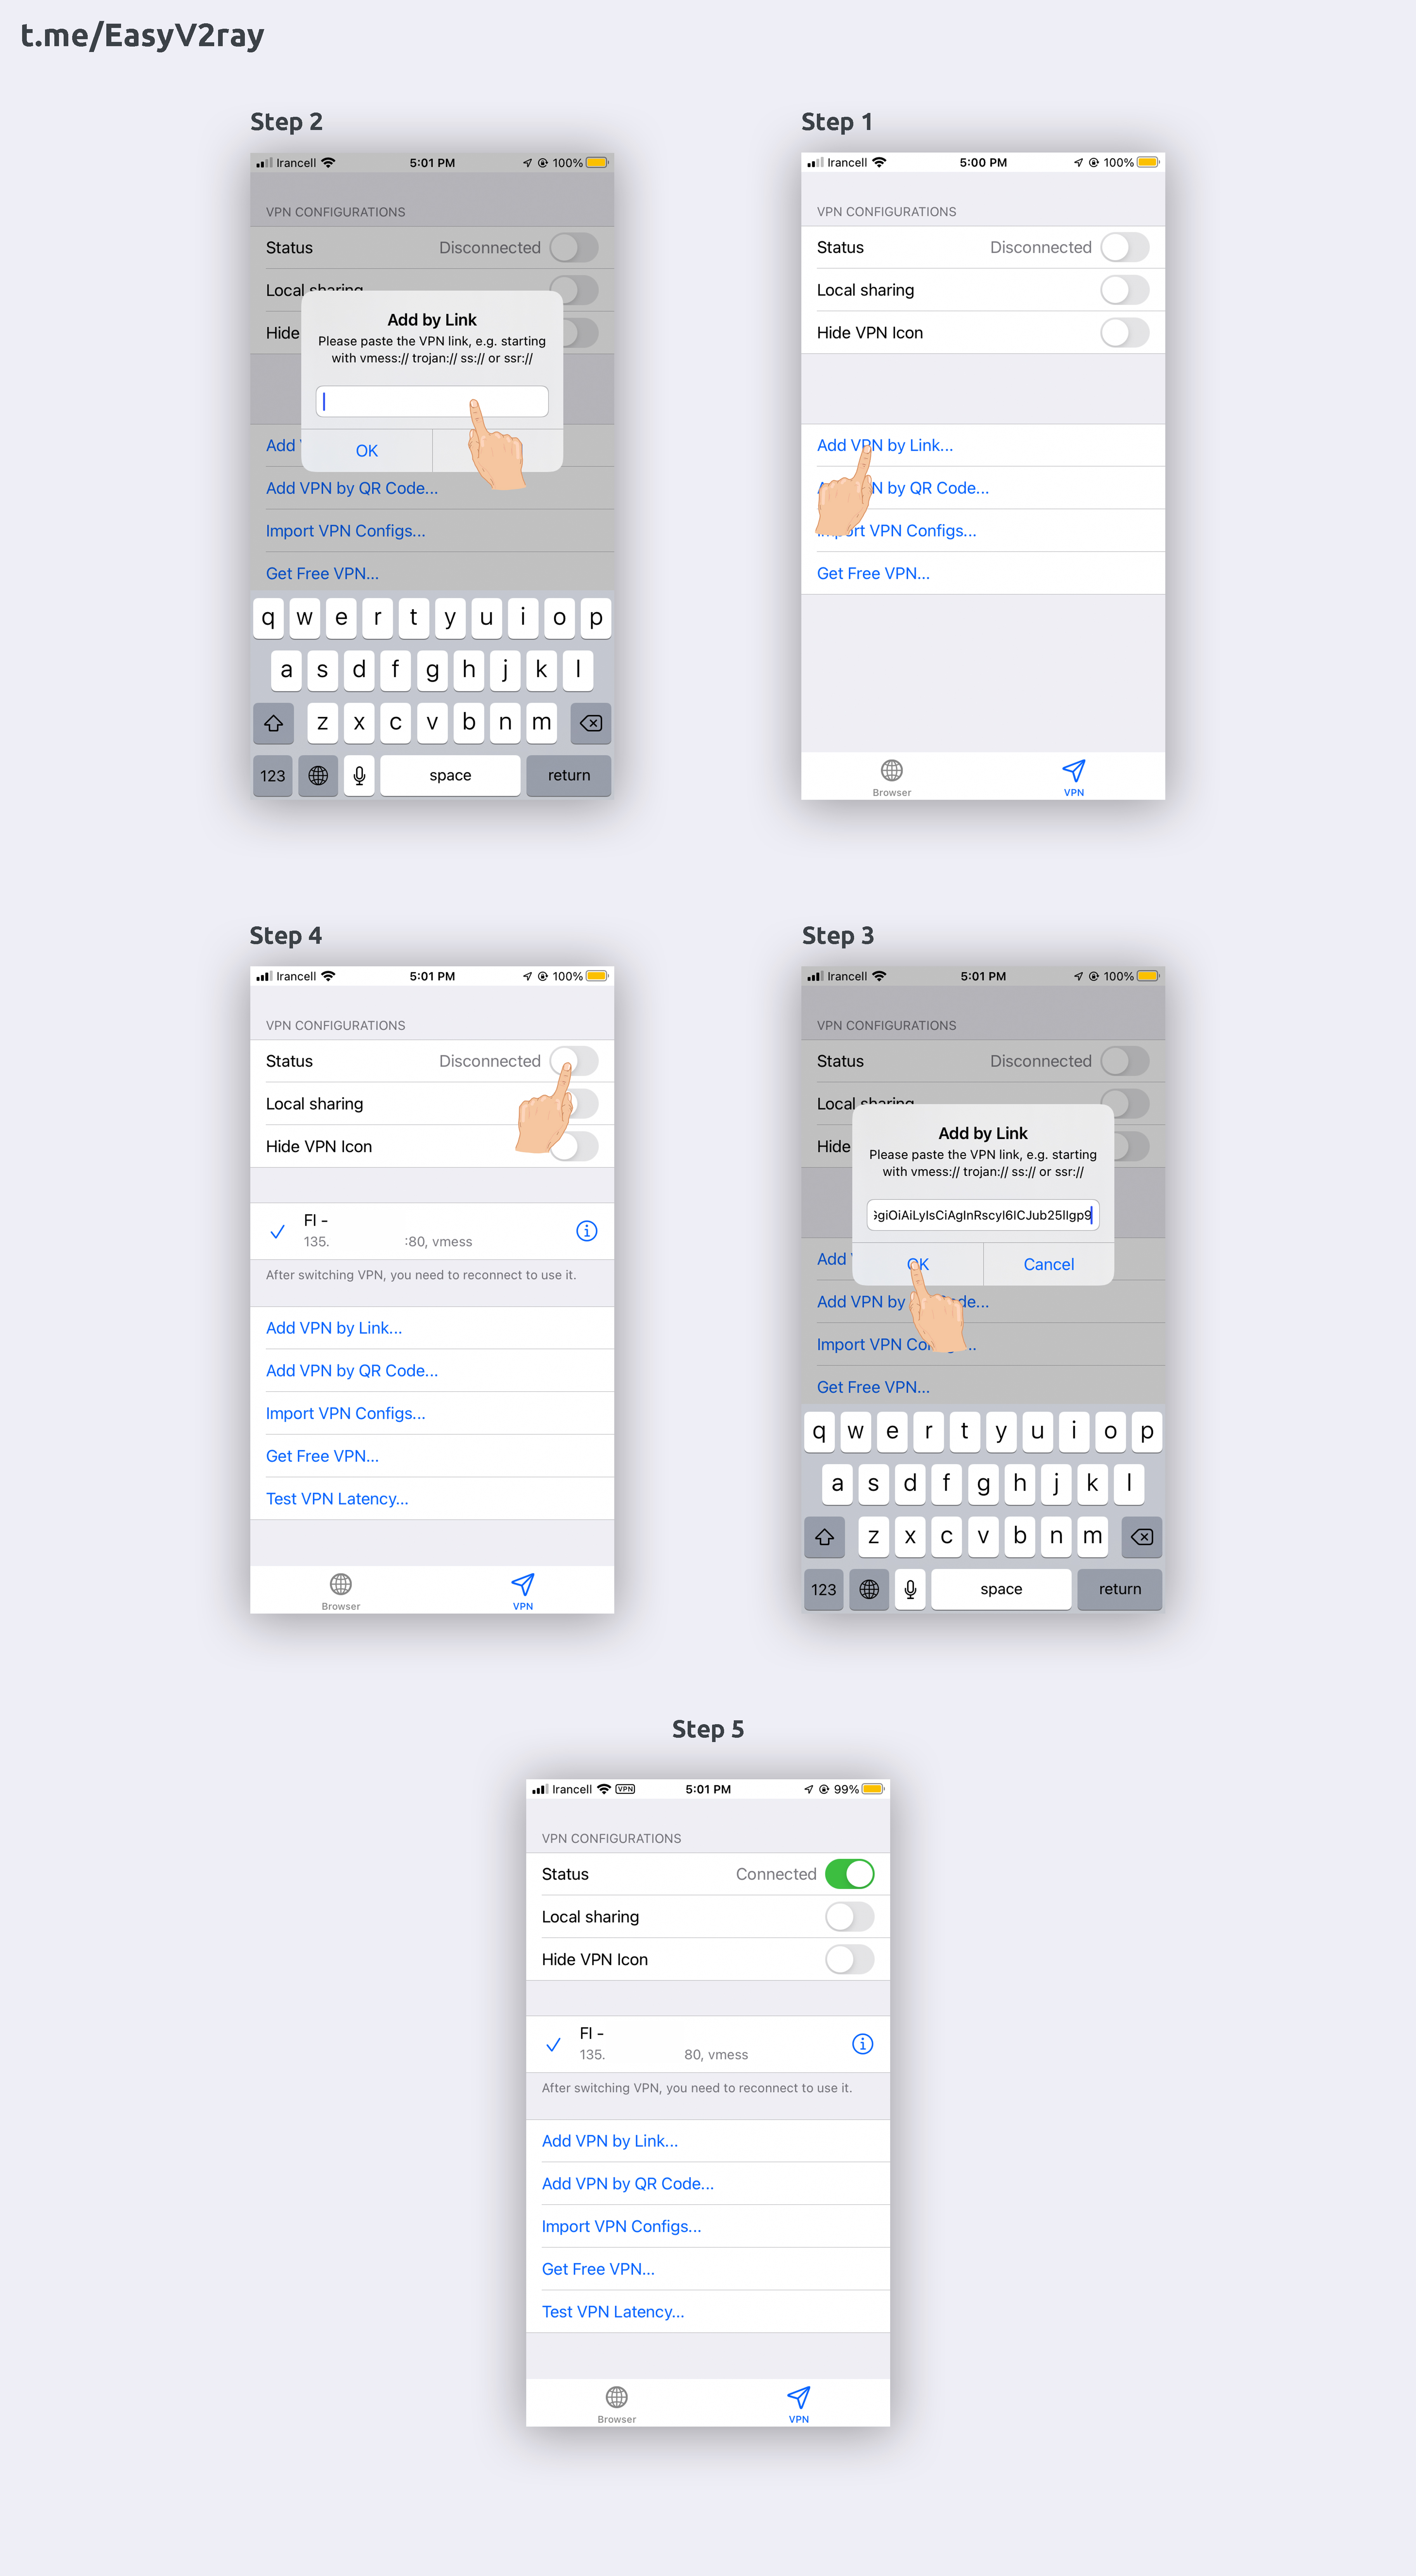 t.me/EasyV2ray
Step 1
Irancell 5:00 PM 100%
VPN CONFIGURATIONS
Status Disconnected
Local sharing
Hide VPN Icon
Add VPN by Link...
by QR Code...
VPN Configs...
Get Free VPN...
Browser VPN
Step 2
Irancell 5:01 PM 100%
VPN CONFIGURATIONS
Status Disconnected
Local sharing
Hide
Add by Link
Please paste the VPN link, e.g. starting
with vmess:// trojan:// ss:// or ssr://
OK
Add
Add VPN by QR Code...
Import VPN Configs...
Get Free VPN...
q w e r t y u i o p
a s d f g h j k l
z x c v b n m
123 space return
Step 3
Irancell 5:01 PM 100%
VPN CONFIGURATIONS
Status Disconnected
Local sharing
Hide
Add by Link
Please paste the VPN link, e.g. starting
with vmess:// trojan:// ss:// or ssr://
OK Cancel
Add
Add VPN by
Import VPN
Get Free VPN...
q w e r t y u i o p
a s d f g h j k l
z x c v b n m
123 space return
Step 4
Irancell 5:01 PM 100%
VPN CONFIGURATIONS
Status Disconnected
Local sharing
Hide VPN Icon
FI -
135. :80, vmess
After switching VPN, you need to reconnect to use it.
Add VPN by Link...
Add VPN by QR Code...
Import VPN Configs...
Get Free VPN...
Test VPN Latency...
Browser VPN
Step 5
Irancell VPN 5:01 PM 99%
VPN CONFIGURATIONS
Status Connected
Local sharing
Hide VPN Icon
FI -
135. 80, vmess
After switching VPN, you need to reconnect to use it.
Add VPN by Link...
Add VPN by QR Code...
Import VPN Configs...
Get Free VPN...
Test VPN Latency...
Browser VPN